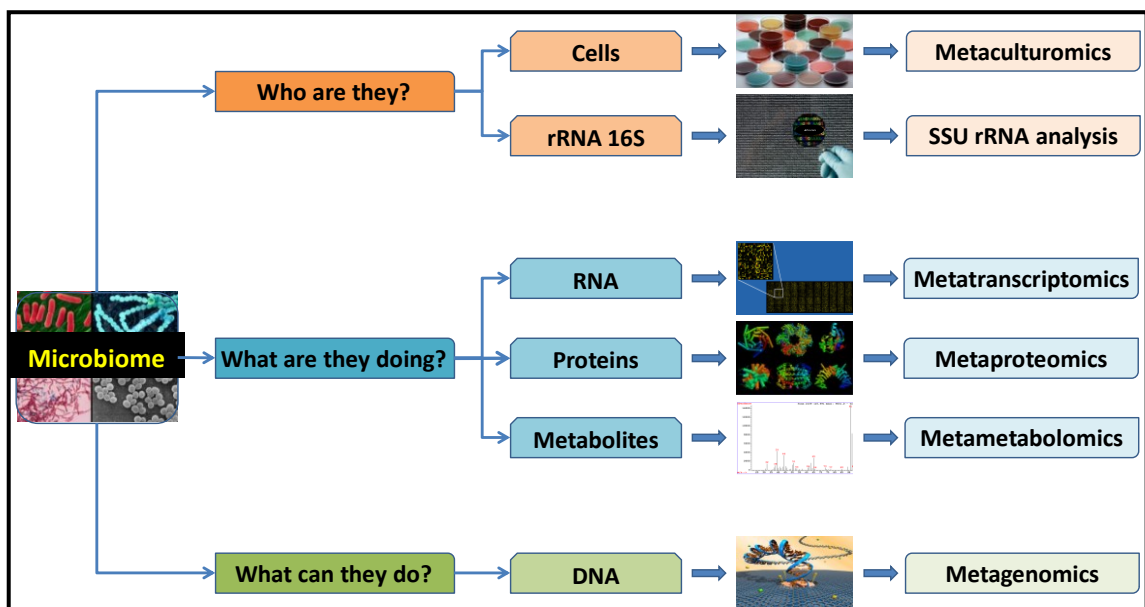 Cells
Metaculturomics
Who are they?
rRNA 16S
SSU rRNA analysis
RNA
Metatranscriptomics
Microbiome
What are they doing?
Proteins
Metaproteomics
Metabolites
Metametabolomics
What can they do?
DNA
Metagenomics